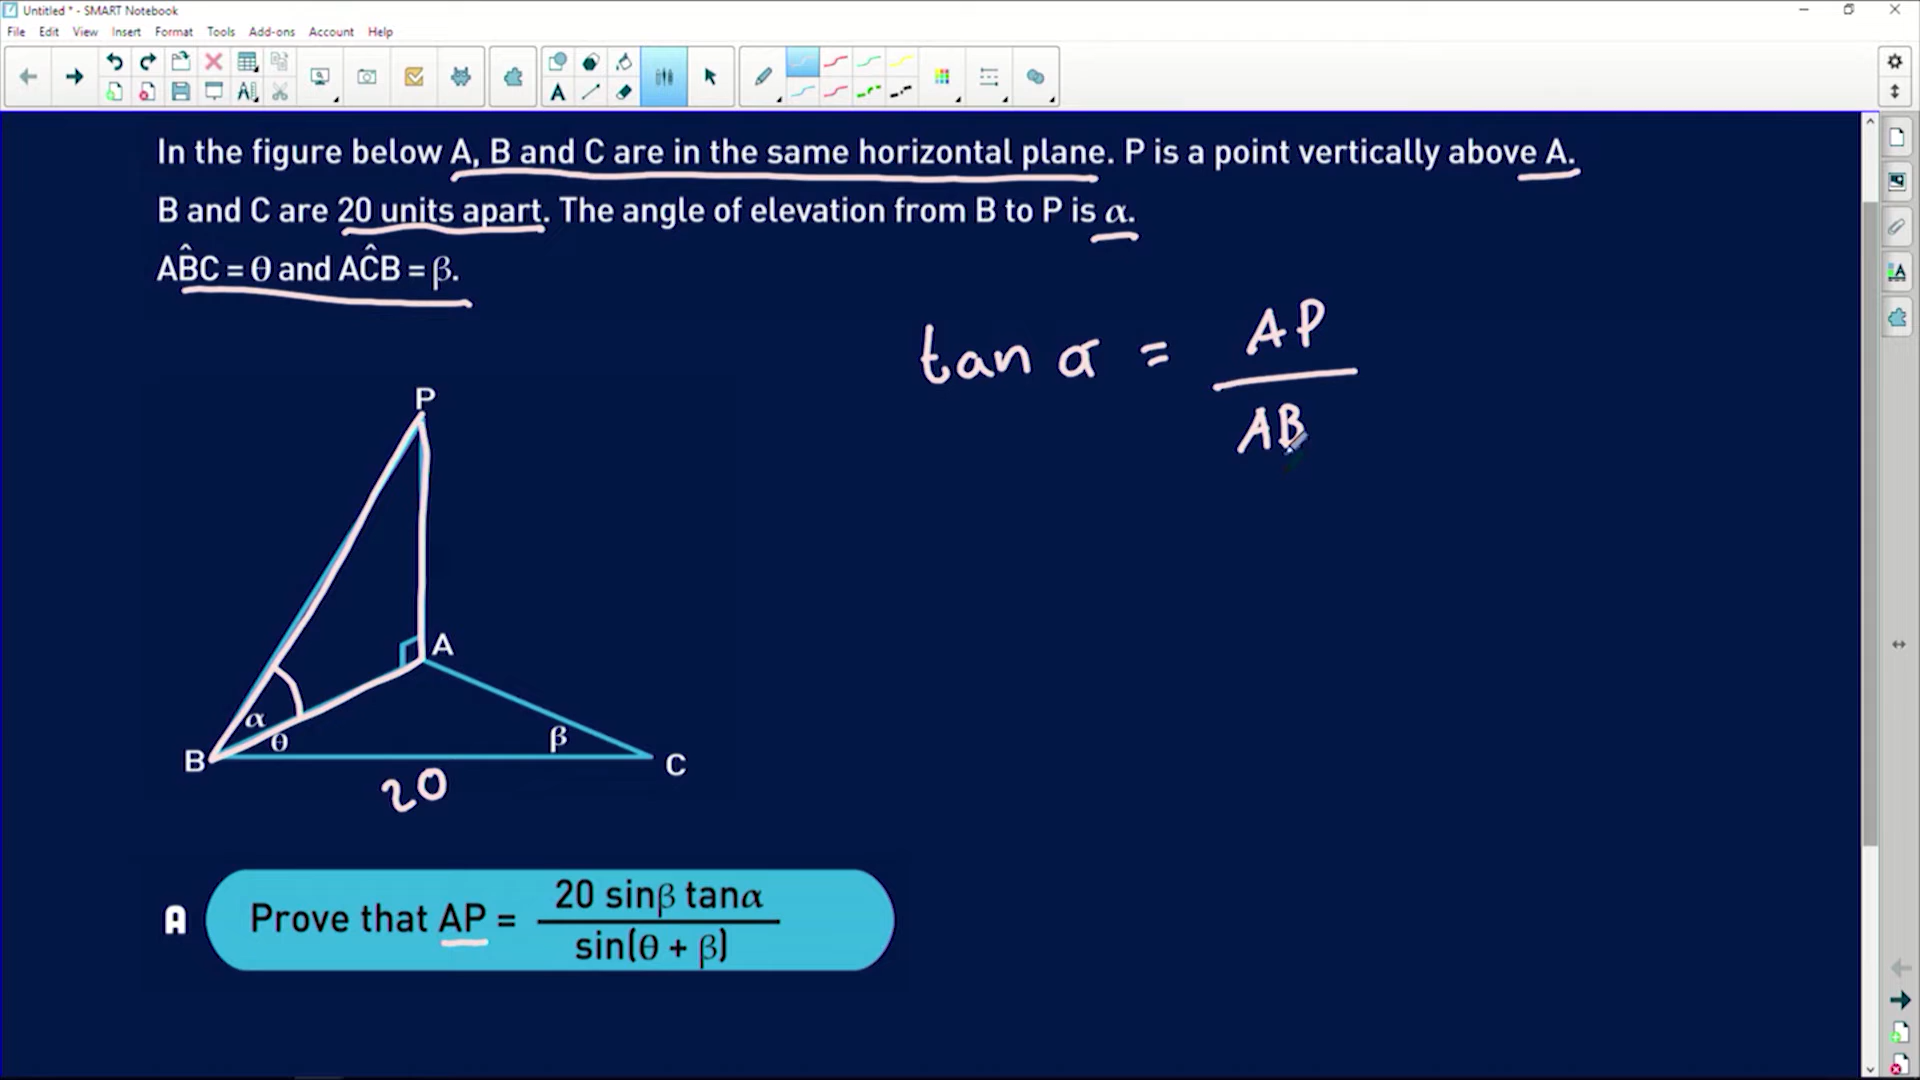 Untitled * - SMART Notebook
File Edit View Insert Format Tools Add-ons Account Help
In the figure below A, B and C are in the same horizontal plane. P is a point vertically above A.
B and C are 20 units apart. The angle of elevation from B to P is α.
AB̂C = θ and AĈB = β.
tan α = AP
AB
P
A
α
θ
β
B
C
20
A
Prove that AP = 20 sinβ tanα
sin(θ + β)